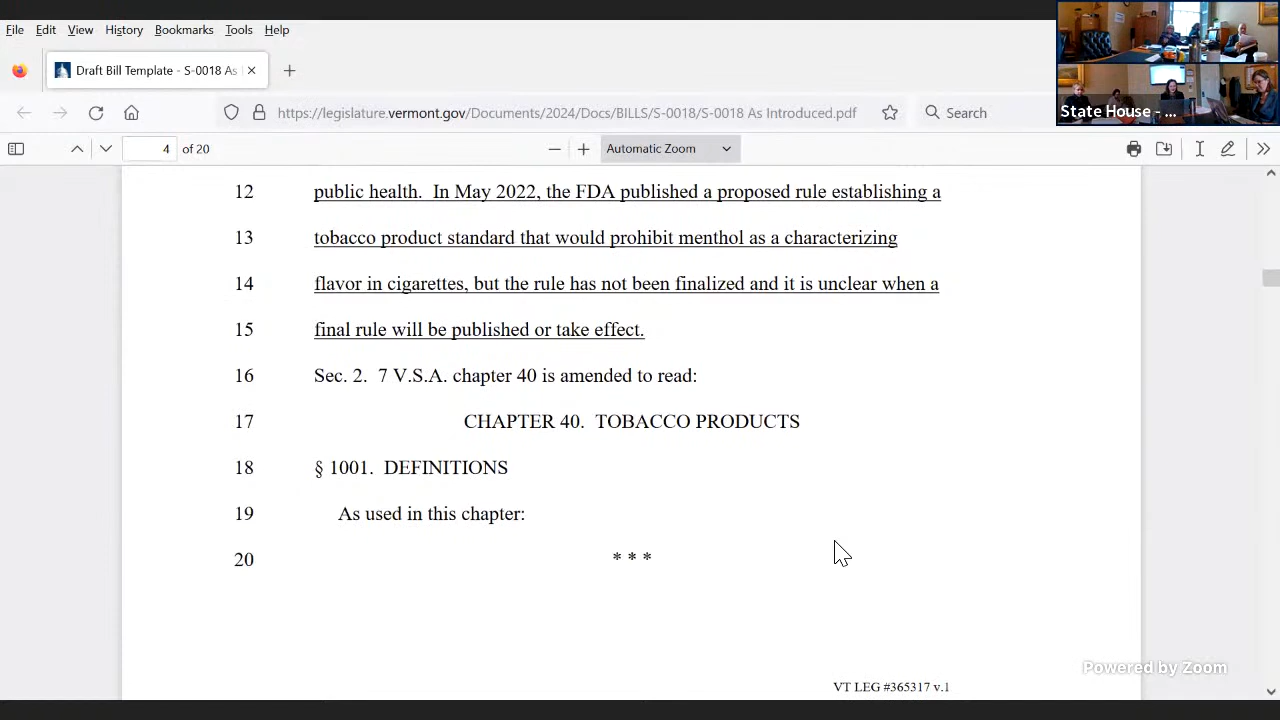 File Edit View History Bookmarks Tools Help
Draft Bill Template - S-0018 As
https://legislature.vermont.gov/Documents/2024/Docs/BILLS/S-0018/S-0018 As Introduced.pdf
Search
State House - ...
4 of 20
Automatic Zoom
12 public health. In May 2022, the FDA published a proposed rule establishing a
13 tobacco product standard that would prohibit menthol as a characterizing
14 flavor in cigarettes, but the rule has not been finalized and it is unclear when a
15 final rule will be published or take effect.
16 Sec. 2. 7 V.S.A. chapter 40 is amended to read:
17 CHAPTER 40. TOBACCO PRODUCTS
18 § 1001. DEFINITIONS
19 As used in this chapter:
20 * * *
Powered by Zoom
VT LEG #365317 v.1